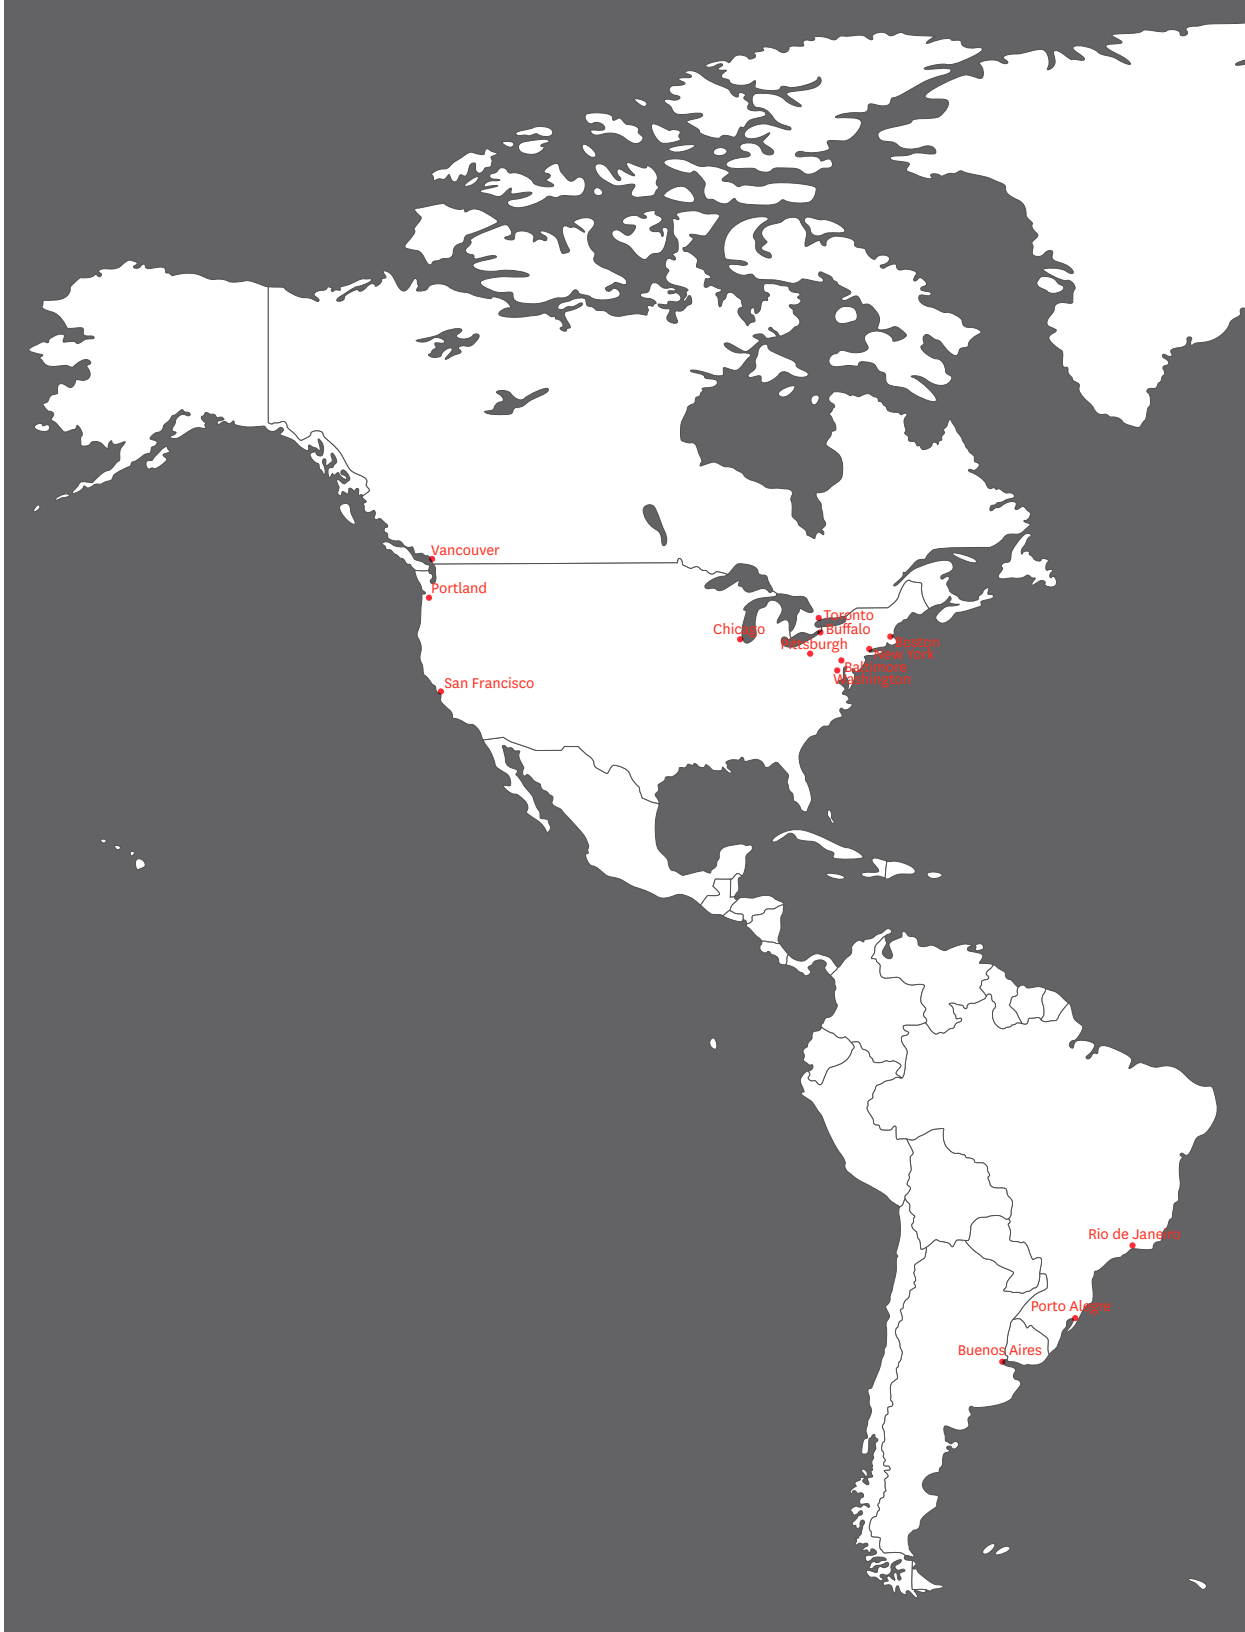 Vancouver
Portland
Toronto
Chicago
Buffalo
Pittsburgh
Boston
New York
Baltimore
Washington
San Francisco
Rio de Janeiro
Porto Alegre
Buenos Aires